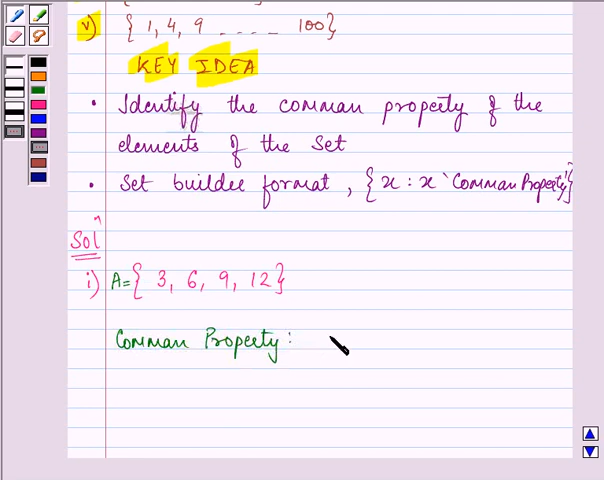 v) { 1, 4, 9 ---- 100}
KEY IDEA
• Identify the common property of the
elements of the Set
• Set builder format, {x : x 'Common Property'}
Solⁿ
i) A={ 3, 6, 9, 12}
Common Property: